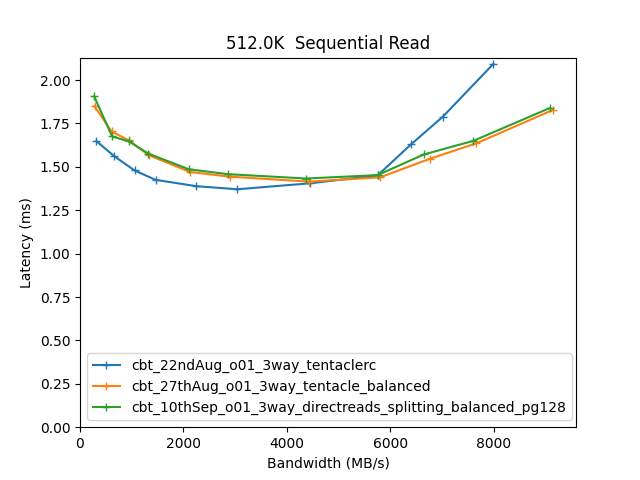 512.0K  Sequential Read
Latency (ms)
2.00
1.75
1.50
1.25
1.00
0.75
0.50
0.25
0.00
cbt_22ndAug_o01_3way_tentaclerc
cbt_27thAug_o01_3way_tentacle_balanced
cbt_10thSep_o01_3way_directreads_splitting_balanced_pg128
0 2000 4000 6000 8000
Bandwidth (MB/s)